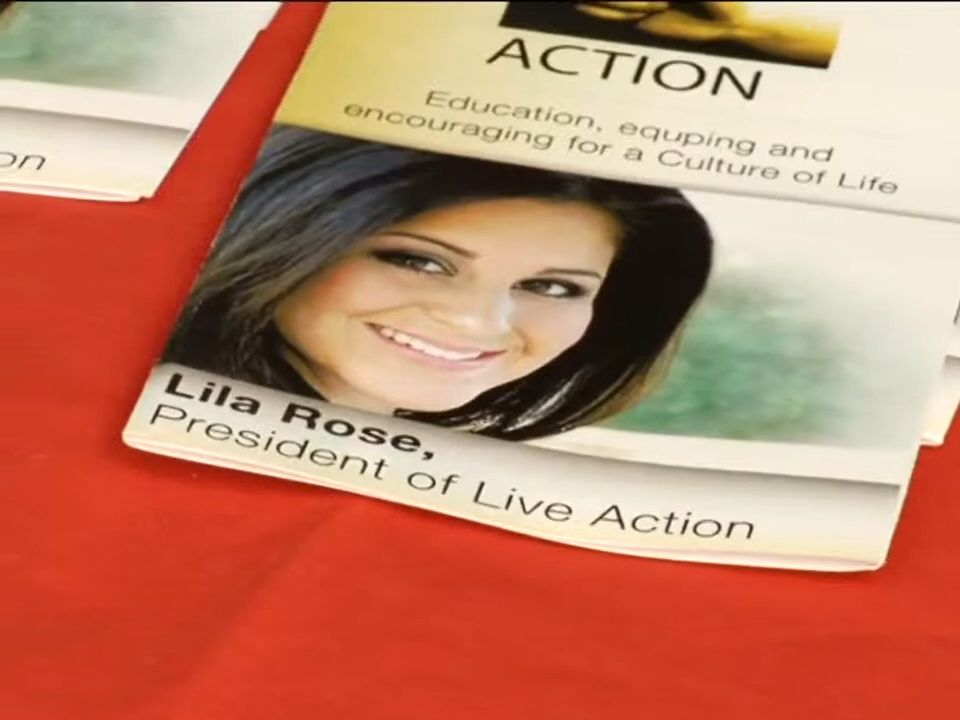 on
ACTION
Education, equping and
encouraging for a Culture of Life
Lila Rose,
President of Live Action